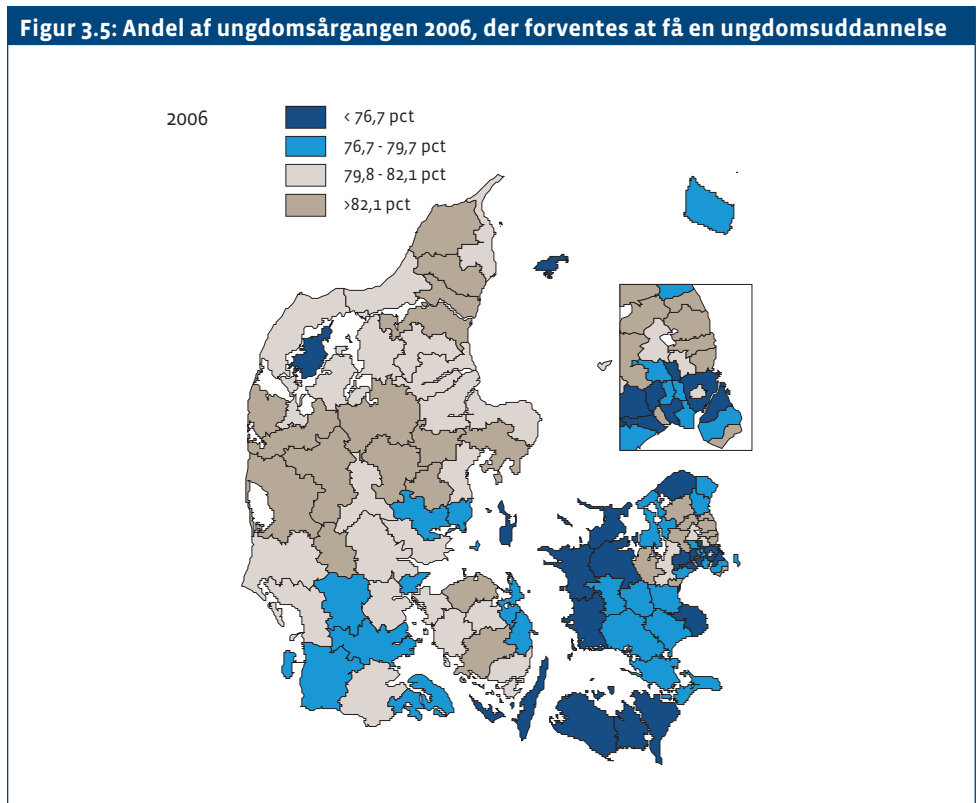 Figur 3.5: Andel af ungdomsårgangen 2006, der forventes at få en ungdomsuddannelse
2006
< 76,7 pct
76,7 - 79,7 pct
79,8 - 82,1 pct
>82,1 pct